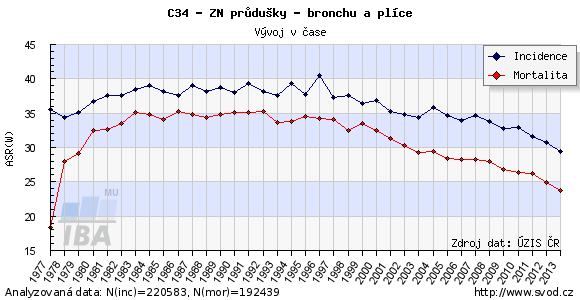 C34 - ZN průdušky - bronchu a plíce
Vývoj v čase
Incidence
Mortalita
ASR(W)
45
40
35
30
25
20
15
MU
IBA
Zdroj dat: ÚZIS ČR
1977 1978 1979 1980 1981 1982 1983 1984 1985 1986 1987 1988 1989 1990 1991 1992 1993 1994 1995 1996 1997 1998 1999 2000 2001 2002 2003 2004 2005 2006 2007 2008 2009 2010 2011 2012 2013
Analyzovaná data: N(inc)=220583, N(mor)=192439
http://www.svod.cz